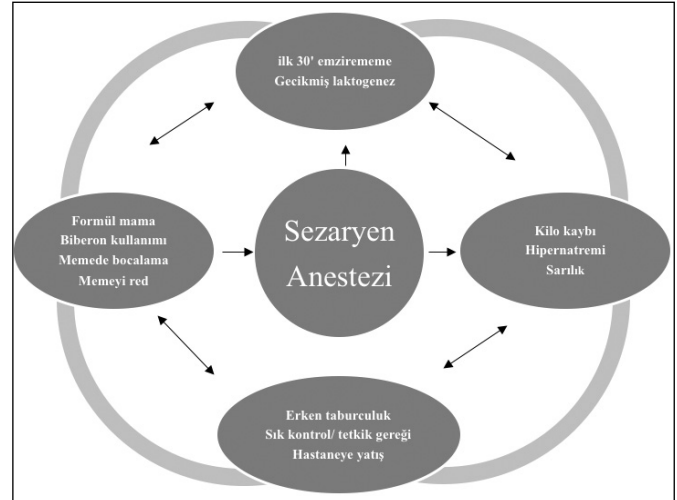 ilk 30' emzirememe
Gecikmiş laktogenez
Formül mama
Biberon kullanımı
Memede bocalama
Memeyi red
Sezaryen
Anestezi
Kilo kaybı
Hipernatremi
Sarılık
Erken taburculuk
Sık kontrol/ tetkik gereği
Hastaneye yatış